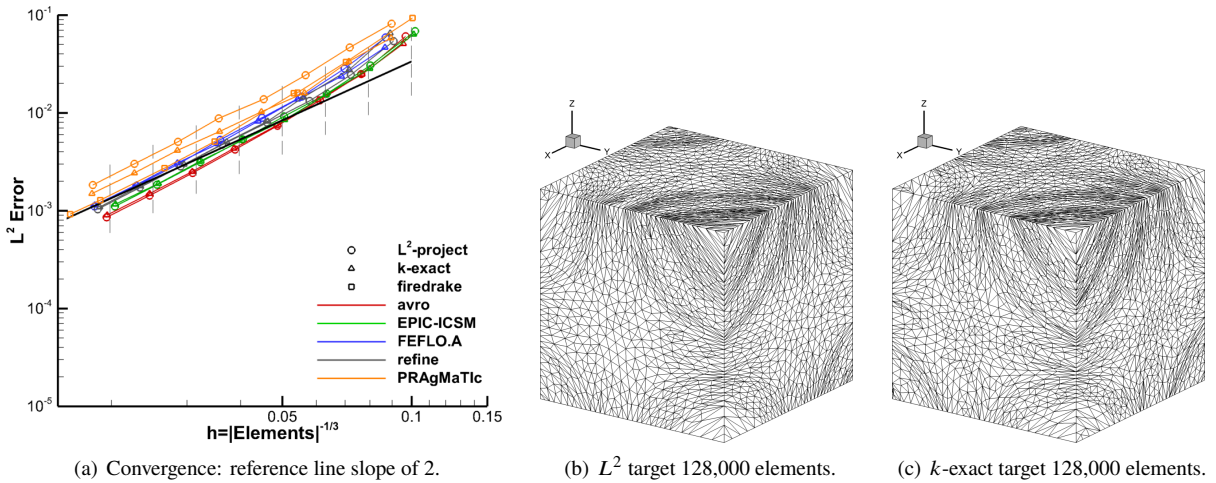 10⁻¹
10⁻²
10⁻³
10⁻⁴
10⁻⁵
L² Error
L²-project
k-exact
firedrake
avro
EPIC-ICSM
FEFLO.A
refine
PRAgMaTIc
0.05 0.1 0.15
h=|Elements|⁻¹/³
Z
X Y
Z
X Y
(a) Convergence: reference line slope of 2.
(b) L² target 128,000 elements.
(c) k-exact target 128,000 elements.